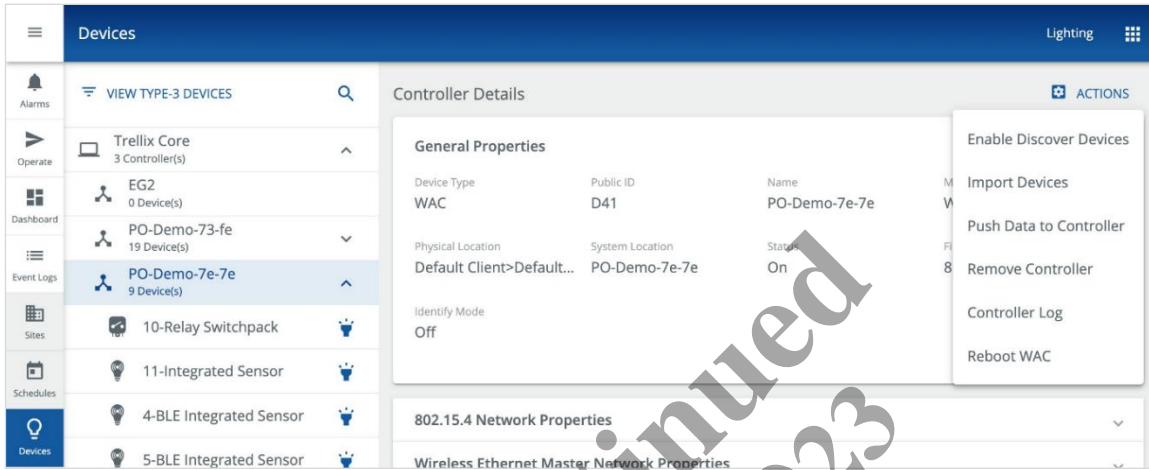 Devices
Lighting
Alarms
Operate
Dashboard
Event Logs
Sites
Schedules
Devices
VIEW TYPE-3 DEVICES
Trellix Core
3 Controller(s)
EG2
0 Device(s)
PO-Demo-73-fe
19 Device(s)
PO-Demo-7e-7e
9 Device(s)
10-Relay Switchpack
11-Integrated Sensor
4-BLE Integrated Sensor
5-BLE Integrated Sensor
Controller Details
ACTIONS
General Properties
Device Type
Public ID
Name
WAC
D41
PO-Demo-7e-7e
Physical Location
System Location
Status
Default Client>Default...
PO-Demo-7e-7e
On
8
Identify Mode
Off
Enable Discover Devices
Import Devices
Push Data to Controller
Remove Controller
Controller Log
Reboot WAC
802.15.4 Network Properties
Wireless Ethernet Master Network Properties